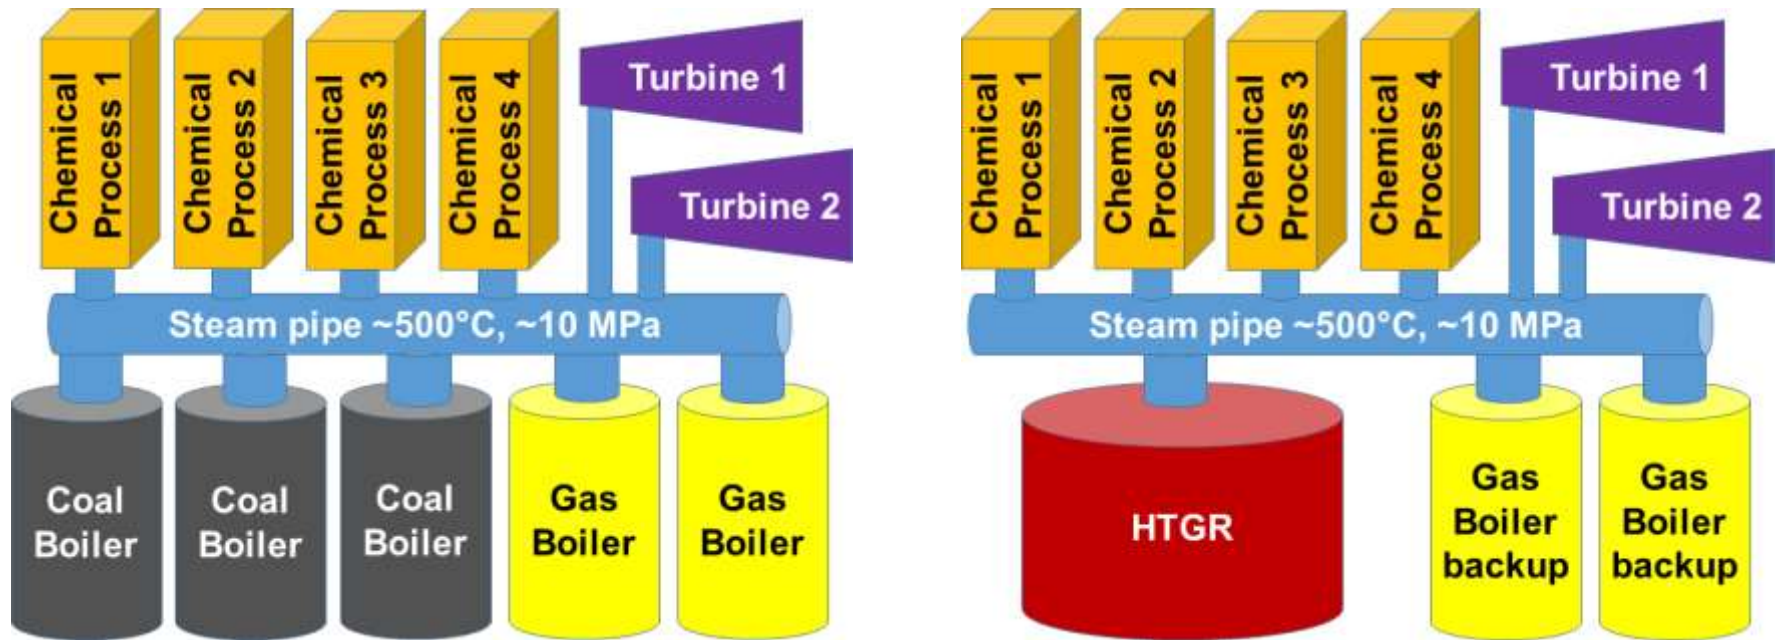 Chemical
Process 1
Chemical
Process 2
Chemical
Process 3
Chemical
Process 4
Turbine 1
Turbine 2
Steam pipe ~500°C, ~10 MPa
Coal
Boiler
Coal
Boiler
Coal
Boiler
Gas
Boiler
Gas
Boiler
Chemical
Process 1
Chemical
Process 2
Chemical
Process 3
Chemical
Process 4
Turbine 1
Turbine 2
Steam pipe ~500°C, ~10 MPa
HTGR
Gas
Boiler
backup
Gas
Boiler
backup